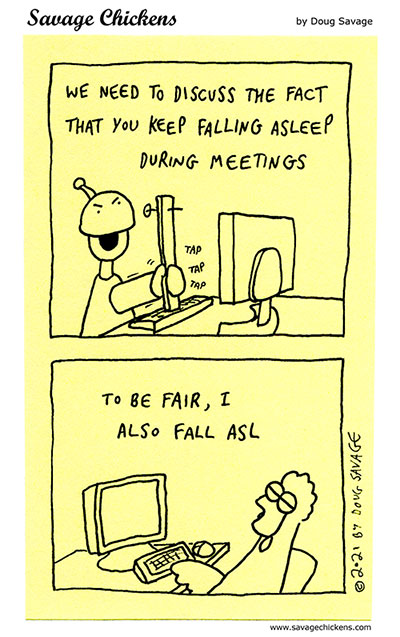 Savage Chickens
by Doug Savage
WE NEED TO DISCUSS THE FACT
THAT YOU KEEP FALLING ASLEEP
DURING MEETINGS
TAP
TAP
TAP
TO BE FAIR, I
ALSO FALL ASL
© 2021 BY DOUG SAVAGE
www.savagechickens.com